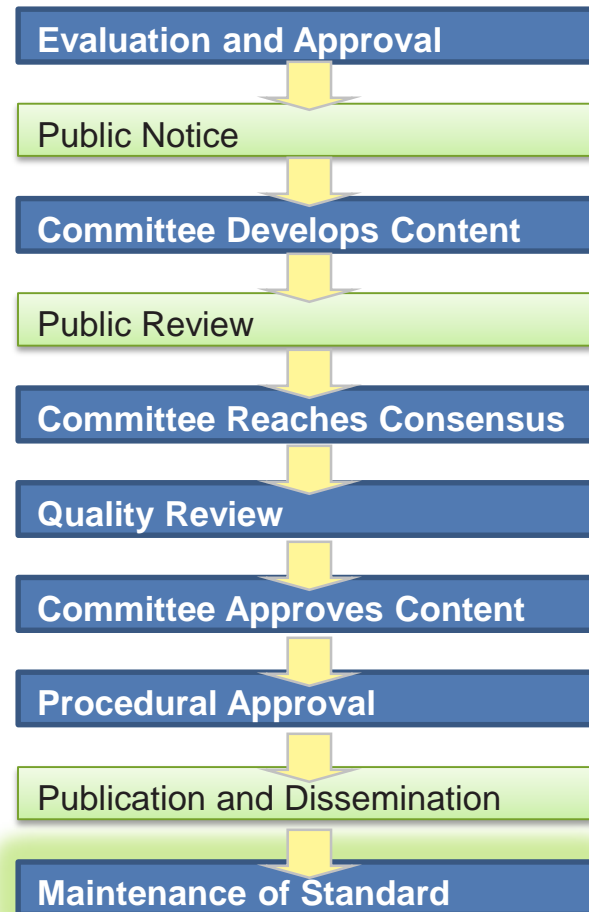 Evaluation and Approval
Public Notice
Committee Develops Content
Public Review
Committee Reaches Consensus
Quality Review
Committee Approves Content
Procedural Approval
Publication and Dissemination
Maintenance of Standard